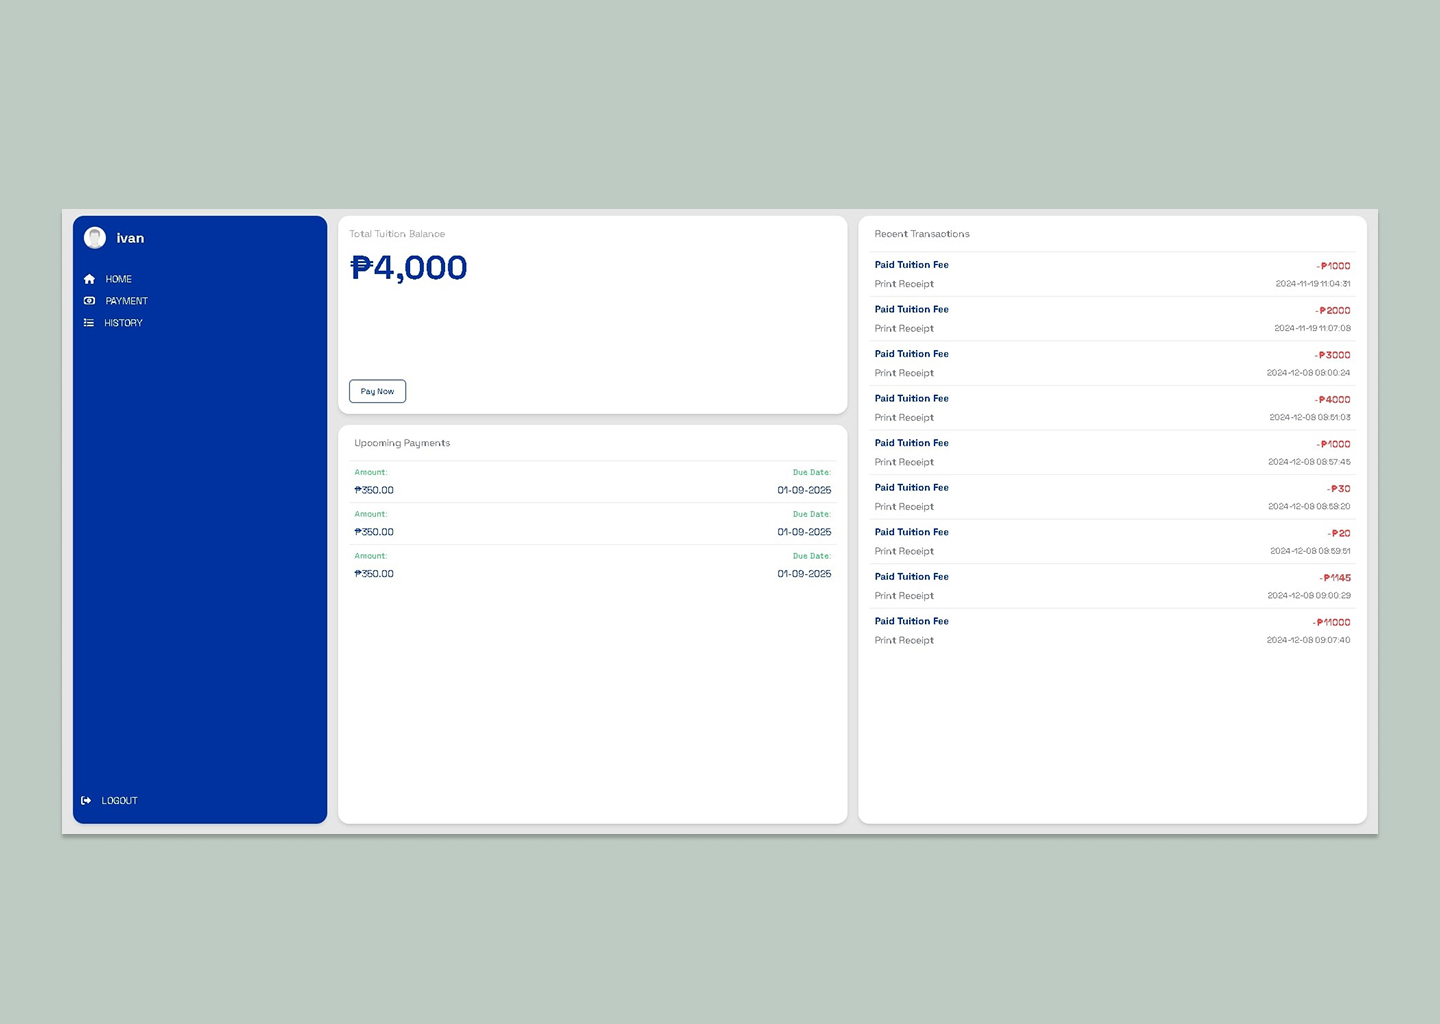 ivan
HOME
PAYMENT
HISTORY
LOGOUT
Total Tuition Balance
₱4,000
Pay Now
Upcoming Payments
Amount: Due Date:
₱350.00 01-09-2025
Amount: Due Date:
₱350.00 01-09-2025
Amount: Due Date:
₱350.00 01-09-2025
Recent Transactions
Paid Tuition Fee -₱1000
Print Receipt 2024-11-19 11:04:31
Paid Tuition Fee -₱2000
Print Receipt 2024-11-19 11:07:08
Paid Tuition Fee -₱3000
Print Receipt 2024-12-08 08:00:24
Paid Tuition Fee -₱4000
Print Receipt 2024-12-08 08:51:03
Paid Tuition Fee -₱1000
Print Receipt 2024-12-08 08:57:45
Paid Tuition Fee -₱30
Print Receipt 2024-12-08 08:58:20
Paid Tuition Fee -₱20
Print Receipt 2024-12-08 08:59:51
Paid Tuition Fee -₱1145
Print Receipt 2024-12-08 09:00:29
Paid Tuition Fee -₱11000
Print Receipt 2024-12-08 09:07:40